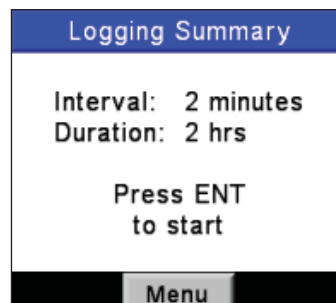 Logging Summary
Interval: 2 minutes
Duration: 2 hrs
Press ENT
to start
Menu